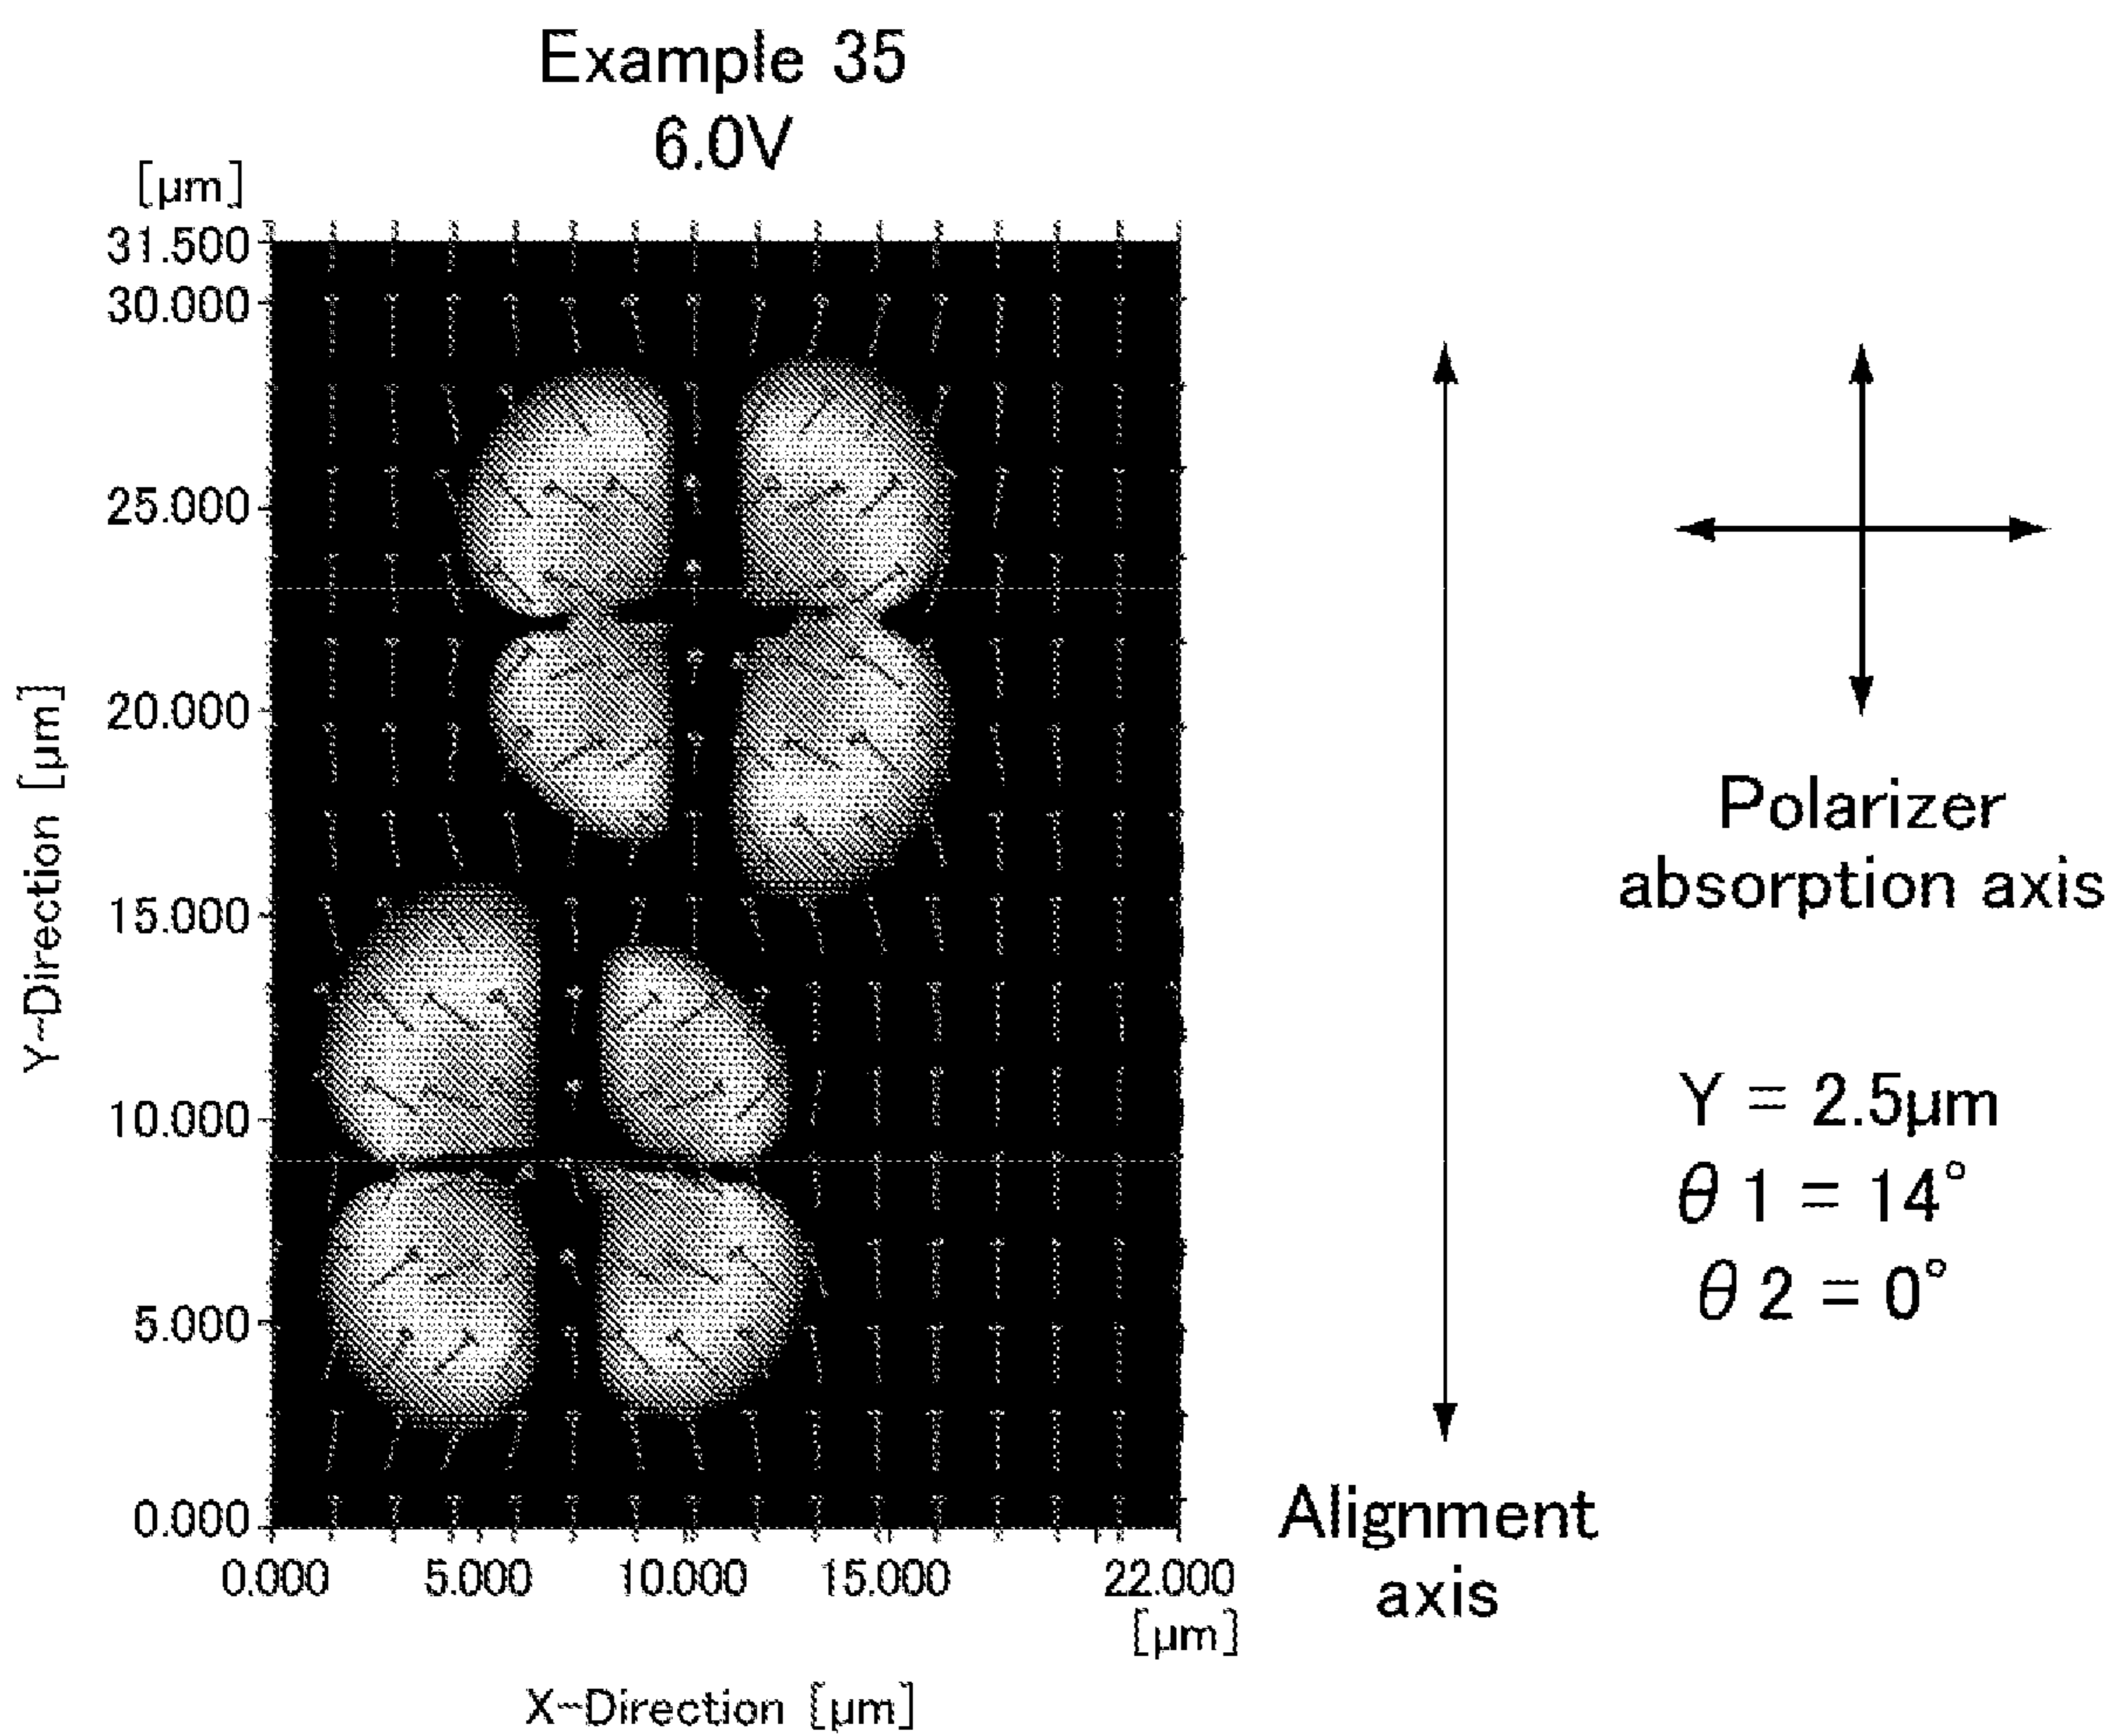 Example 35
6.0V
[μm]
31.500
30.000
25.000
20.000
15.000
10.000
5.000
0.000
Y-Direction [μm]
0.000 5.000 10.000 15.000 22.000
[μm]
X-Direction [μm]
Alignment
axis
Polarizer
absorption axis
Y = 2.5μm
θ 1 = 14°
θ 2 = 0°